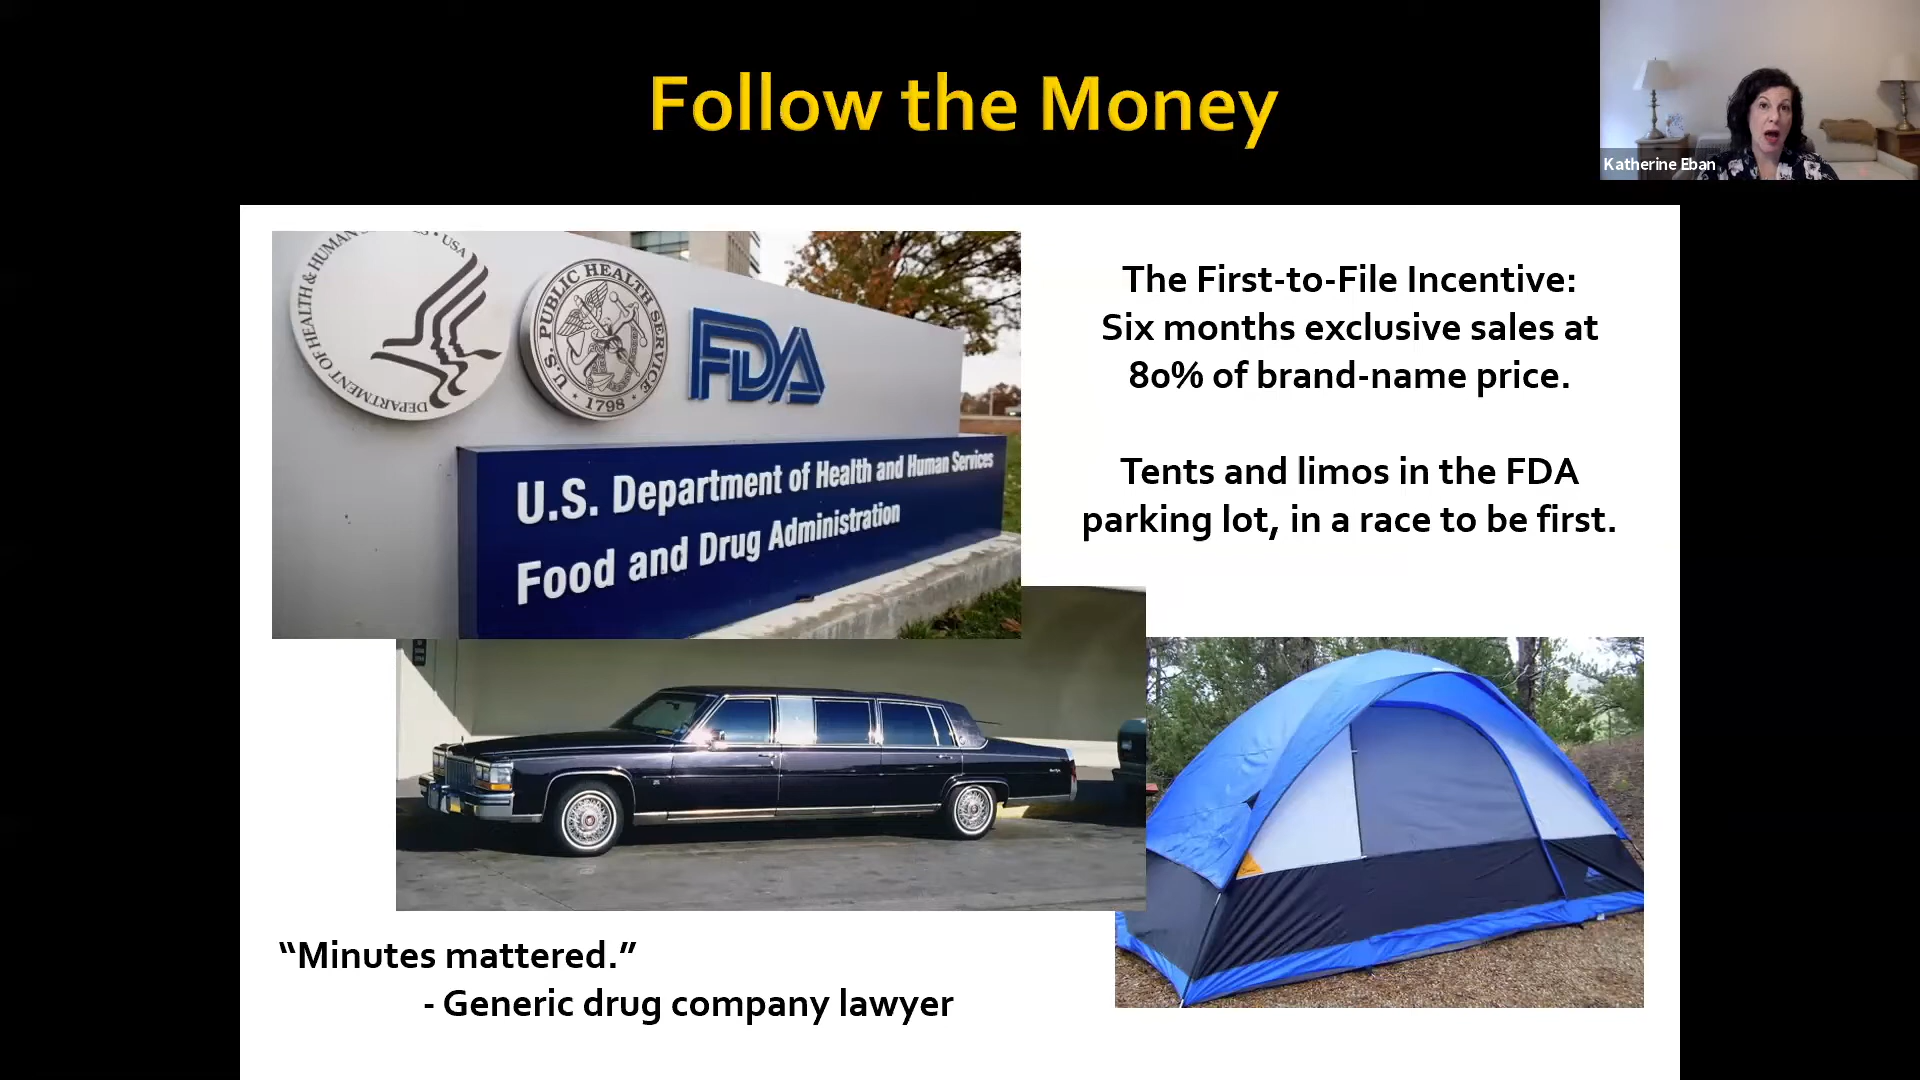 Follow the Money
Katherine Eban
DEPARTMENT OF HEALTH & HUMAN
USA
U.S. PUBLIC HEALTH SERVICE
1798
FDA
U.S. Department of Health and Human Services
Food and Drug Administration
The First-to-File Incentive:
Six months exclusive sales at
80% of brand-name price.
Tents and limos in the FDA
parking lot, in a race to be first.
“Minutes mattered.”
- Generic drug company lawyer